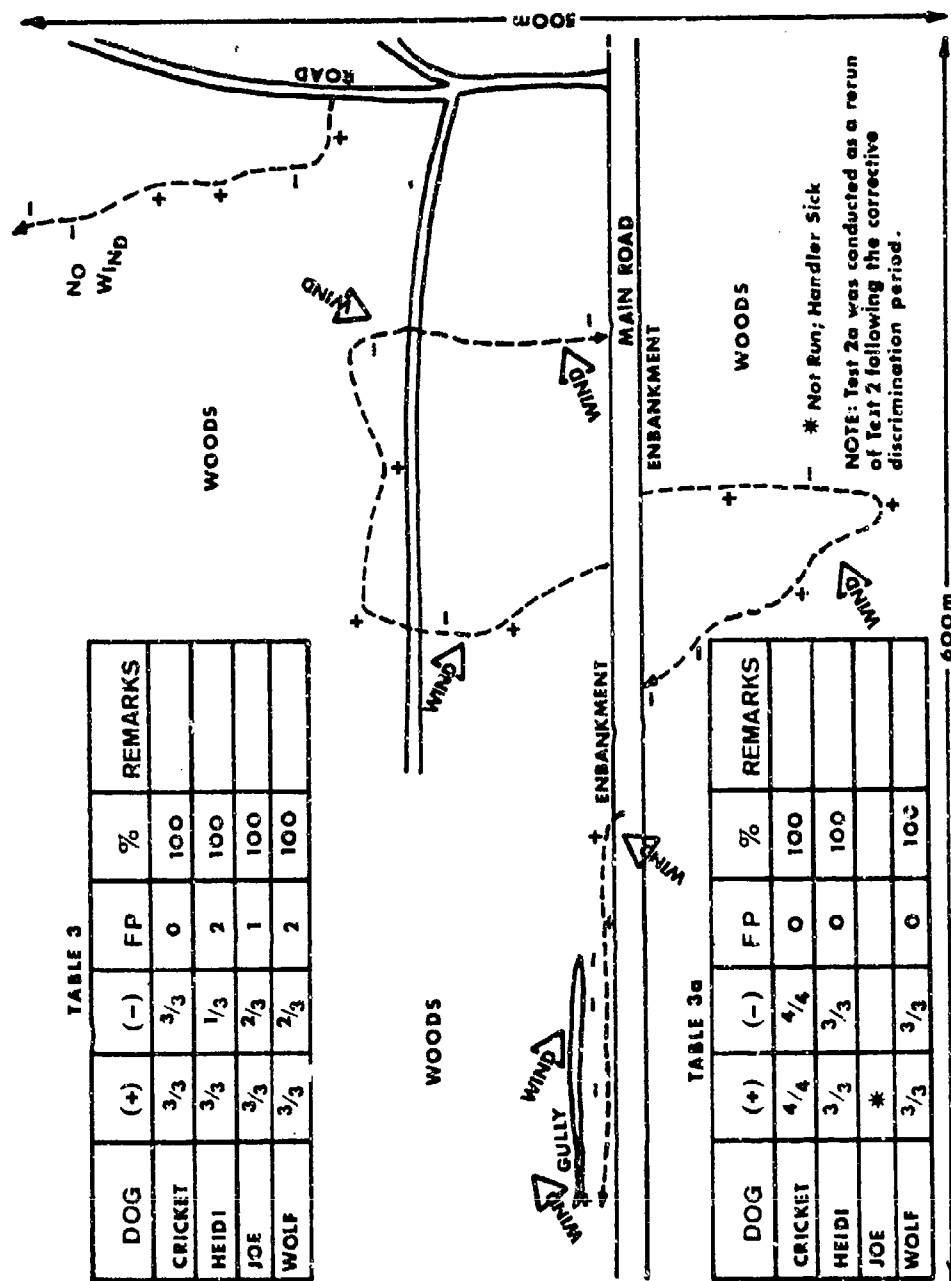 TABLE 3
DOG (+) (-) FP % REMARKS
CRICKET 3/3 3/3 0 100
HEIDI 3/3 1/3 2 100
JOE 3/3 2/3 1 100
WOLF 3/3 2/3 2 100
NO
WIND
ROAD
500m
WOODS
WIND
WIND
WOODS
WIND
WIND
WIND
GULLY
WIND
ENBANKMENT
MAIN ROAD
ENBANKMENT
WOODS
WIND
TABLE 3a
DOG (+) (-) FP % REMARKS
CRICKET 4/4 4/4 0 100
HEIDI 3/3 3/3 0 100
JOE *
WOLF 3/3 3/3 0 100
* Not Run; Handler Sick
NOTE: Test 2a was conducted as a rerun
of Test 2 following the corrective
discrimination period.
600m